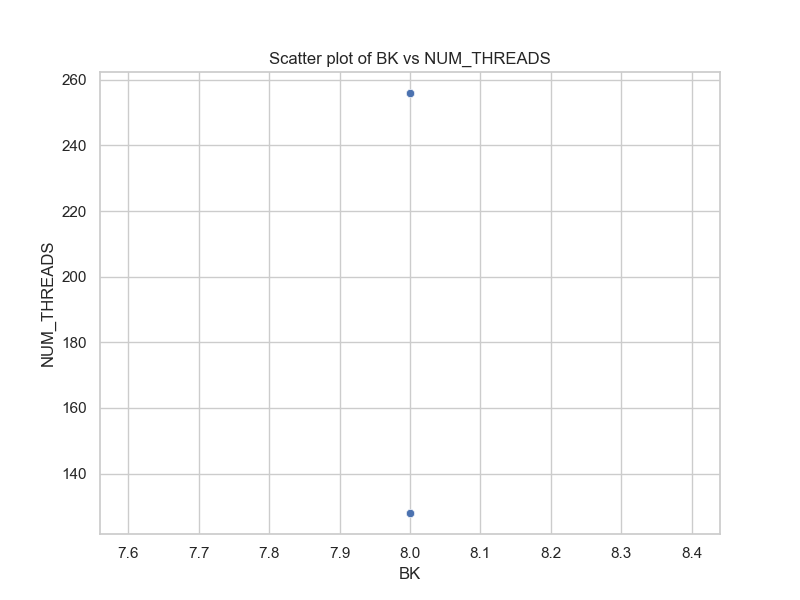 Scatter plot of BK vs NUM_THREADS
260
240
220
200
180
160
140
NUM_THREADS
7.6 7.7 7.8 7.9 8.0 8.1 8.2 8.3 8.4
BK